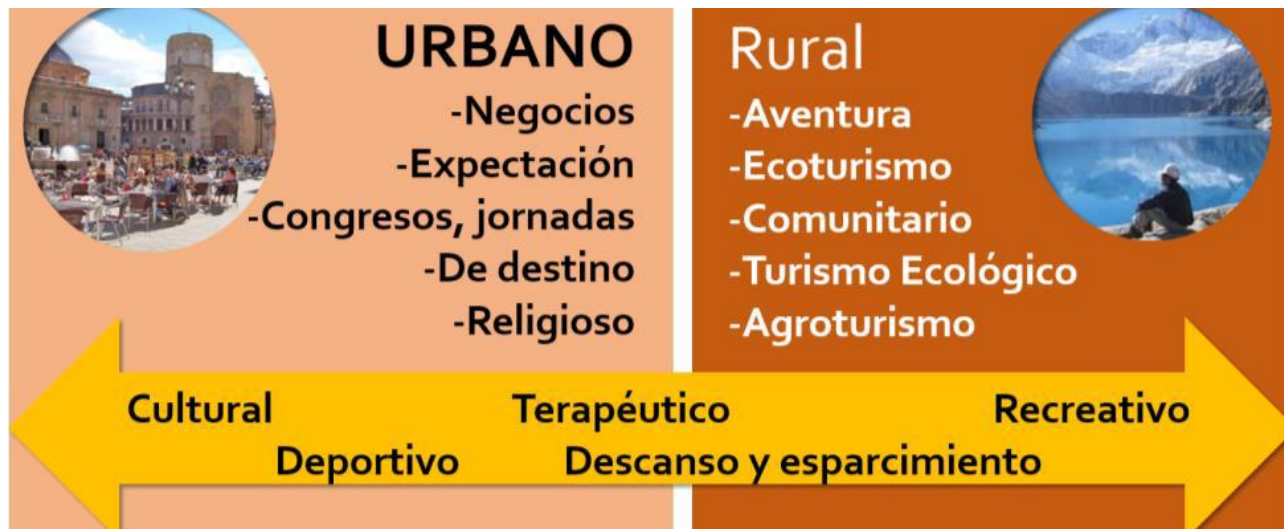 URBANO
-Negocios
-Expectación
-Congresos, jornadas
-De destino
-Religioso
Rural
-Aventura
-Ecoturismo
-Comunitario
-Turismo Ecológico
-Agroturismo
Cultural Terapéutico Recreativo
Deportivo Descanso y esparcimiento